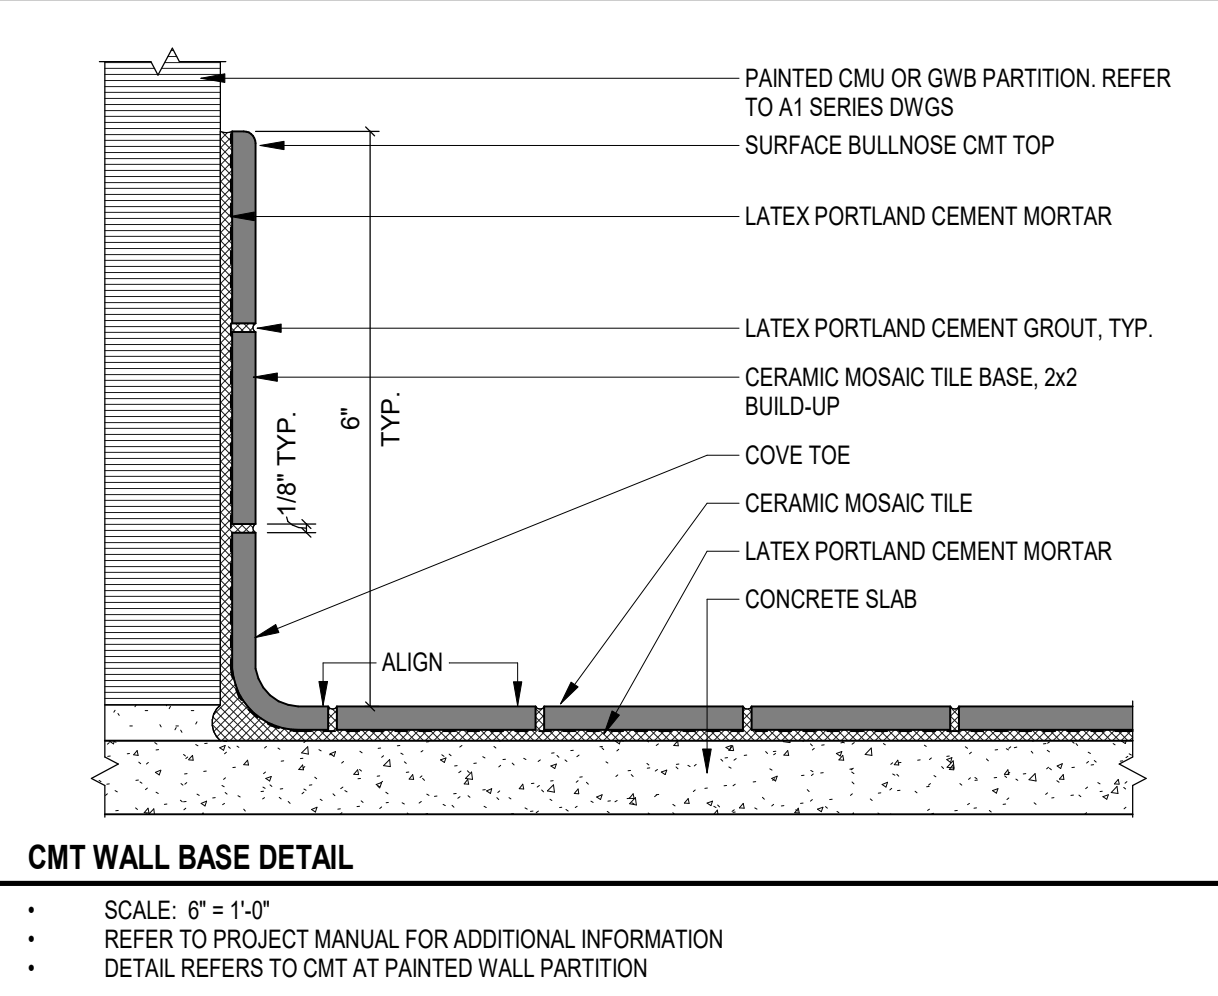 PAINTED CMU OR GWB PARTITION. REFER
TO A1 SERIES DWGS
SURFACE BULLNOSE CMT TOP
LATEX PORTLAND CEMENT MORTAR
LATEX PORTLAND CEMENT GROUT, TYP.
CERAMIC MOSAIC TILE BASE, 2x2
BUILD-UP
6"
TYP.
1/8" TYP.
COVE TOE
CERAMIC MOSAIC TILE
LATEX PORTLAND CEMENT MORTAR
CONCRETE SLAB
ALIGN
CMT WALL BASE DETAIL
• SCALE: 6" = 1'-0"
• REFER TO PROJECT MANUAL FOR ADDITIONAL INFORMATION
• DETAIL REFERS TO CMT AT PAINTED WALL PARTITION